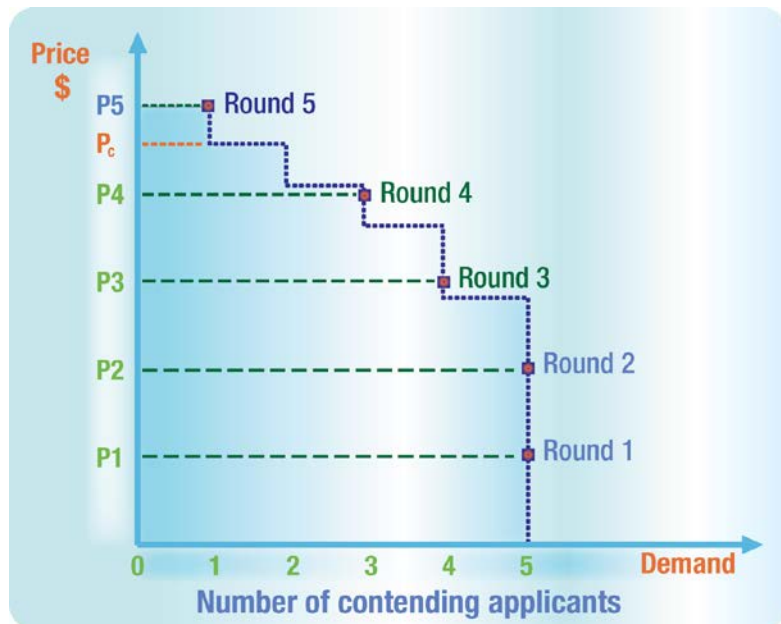 Price
$
P5
Round 5
Pc
P4
Round 4
P3
Round 3
P2
Round 2
P1
Round 1
0 1 2 3 4 5 Demand
Number of contending applicants